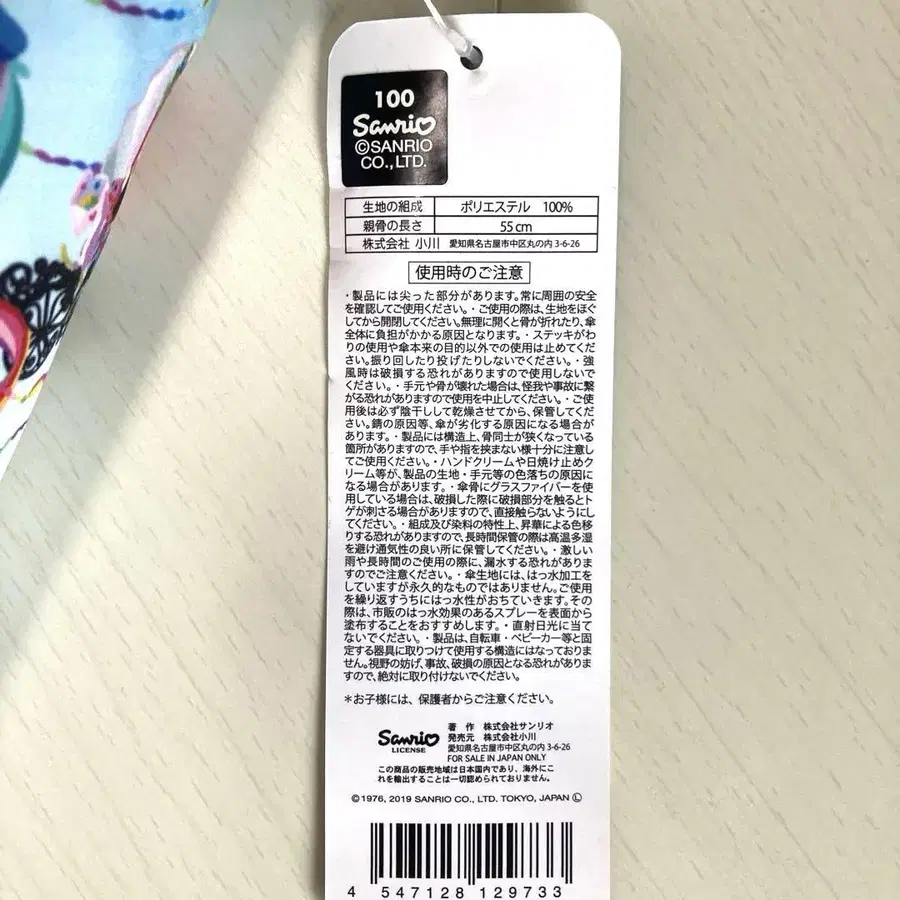 100
Sanrio
©SANRIO
CO.,LTD.
生地の組成 ポリエステル 100%
親骨の長さ 55cm
株式会社 小川 愛知県名古屋市中区丸の内3-6-26
使用時のご注意
・製品には尖った部分があります。常に周囲の安全
を確認してご使用ください。・ご使用の際は、生地をほぐ
してから開閉してください。無理に開くと骨が折れたり、傘
全体に負担がかかる原因となります。・ステッキがわ
りの使用や傘本来の目的以外での使用は止めてくだ
さい。振り回したり投げたりしないでください。・強
風時は破損する恐れがありますので使用しないで
ください。・手元や骨が壊れた場合は、怪我や事故に繋
がる恐れがありますので使用を中止してください。・ご使
用後は必ず陰干しして乾燥させてから、保管してくだ
さい。錆の原因等、傘が劣化する原因になる場合が
あります。・製品には構造上、骨同士が狭くなっている
箇所がありますので、手や指を挟まない様十分に注意し
てご使用ください。・ハンドクリームや日焼け止めク
リーム等が、製品の生地・手元等の色落ちの原因に
なる場合があります。・傘骨にグラスファイバーを使
用している場合は、破損した際に破損部分を触るとト
ゲが刺さる場合がありますので、直接触らないようにし
てください。・組成及び染料の特性上、昇華による色移
りする恐れがありますので、長時間保管の際は高温多湿
を避け通気性の良い所に保管してください。・激しい
雨や長時間のご使用の際に、漏水する恐れがありま
すのでご注意ください。・傘生地には、はっ水加工を
していますが永久的なものではありません。ご使用
を繰り返すうちにはっ水性がおちていきます。その
際は、市販のはっ水効果のあるスプレーを表面から
塗布することをおすすめします。・直射日光に当て
ないでください。・製品は、自転車・ベビーカー等と固
定する器具に取りつけて使用する構造にはなっておりま
せん。視野の妨げ、事故、破損の原因となる恐れがありま
すので、絶対に取り付けないでください。
＊お子様には、保護者からご注意ください。
Sanrio
LICENSE
著 作 株式会社サンリオ
発売元 株式会社小川
愛知県名古屋市中区丸の内3-6-26
FOR SALE IN JAPAN ONLY
この商品の販売地域は日本国内であり、海外にこ
れを輸出することは一切認められておりません。
©1976, 2019 SANRIO CO., LTD. TOKYO, JAPAN Ⓛ
4 547128 129733